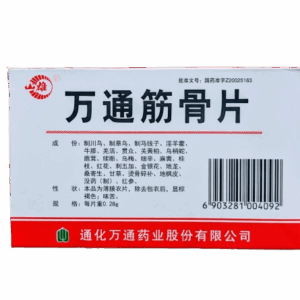 批准文号：国药准字Z20025183
雄
万通筋骨片
成 份：制川乌、制草乌、制马钱子、淫羊藿、
牛膝、羌活、贯众、黄柏、乌梢蛇、
鹿茸、续断、乌梅、细辛、麻黄、桂
枝、红花、刺五加、金银花、地龙、
桑寄生、甘草、骨碎补、地枫皮、
没药（制）、红参。
性 状：本品为薄膜衣片，除去包衣后，显棕
褐色；味苦。
规 格：每片重0.28g
6 903281 004092
通化万通药业股份有限公司